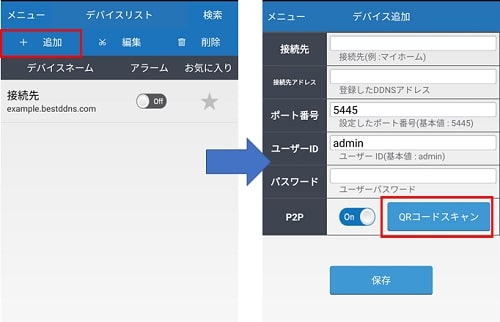 メニュー デバイスリスト 検索
＋ 追加 編集 削除
デバイスネーム アラーム お気に入り
接続先
example.bestddns.com
Off
メニュー デバイス追加
接続先
接続先(例 :マイホーム)
接続先アドレス
登録したDDNSアドレス
ポート番号 5445
設定したポート番号(基本値 : 5445)
ユーザーID admin
ユーザー ID(基本値 : admin)
パスワード
ユーザーパスワード
P2P On QRコードスキャン
保存